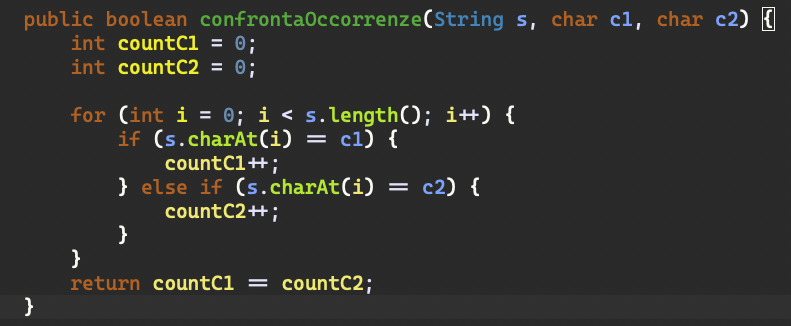 public boolean confrontaOccorrenze(String s, char c1, char c2) {
    int countC1 = 0;
    int countC2 = 0;

    for (int i = 0; i < s.length(); i++) {
        if (s.charAt(i) == c1) {
            countC1++;
        } else if (s.charAt(i) == c2) {
            countC2++;
        }
    }
    return countC1 == countC2;
}